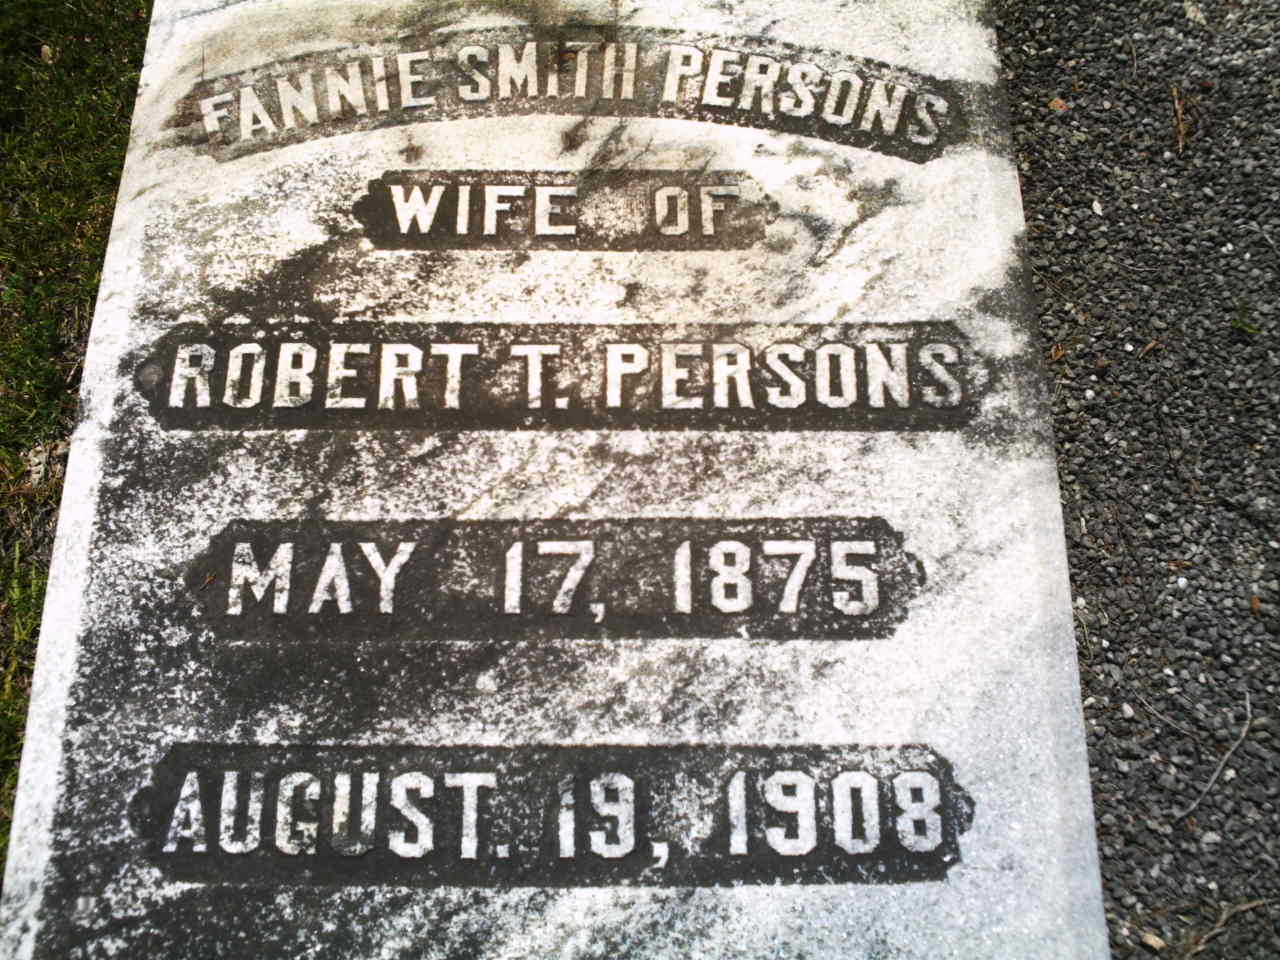 FANNIE SMITH PERSONS
WIFE OF
ROBERT T. PERSONS
MAY 17, 1875
AUGUST. 19, 1908